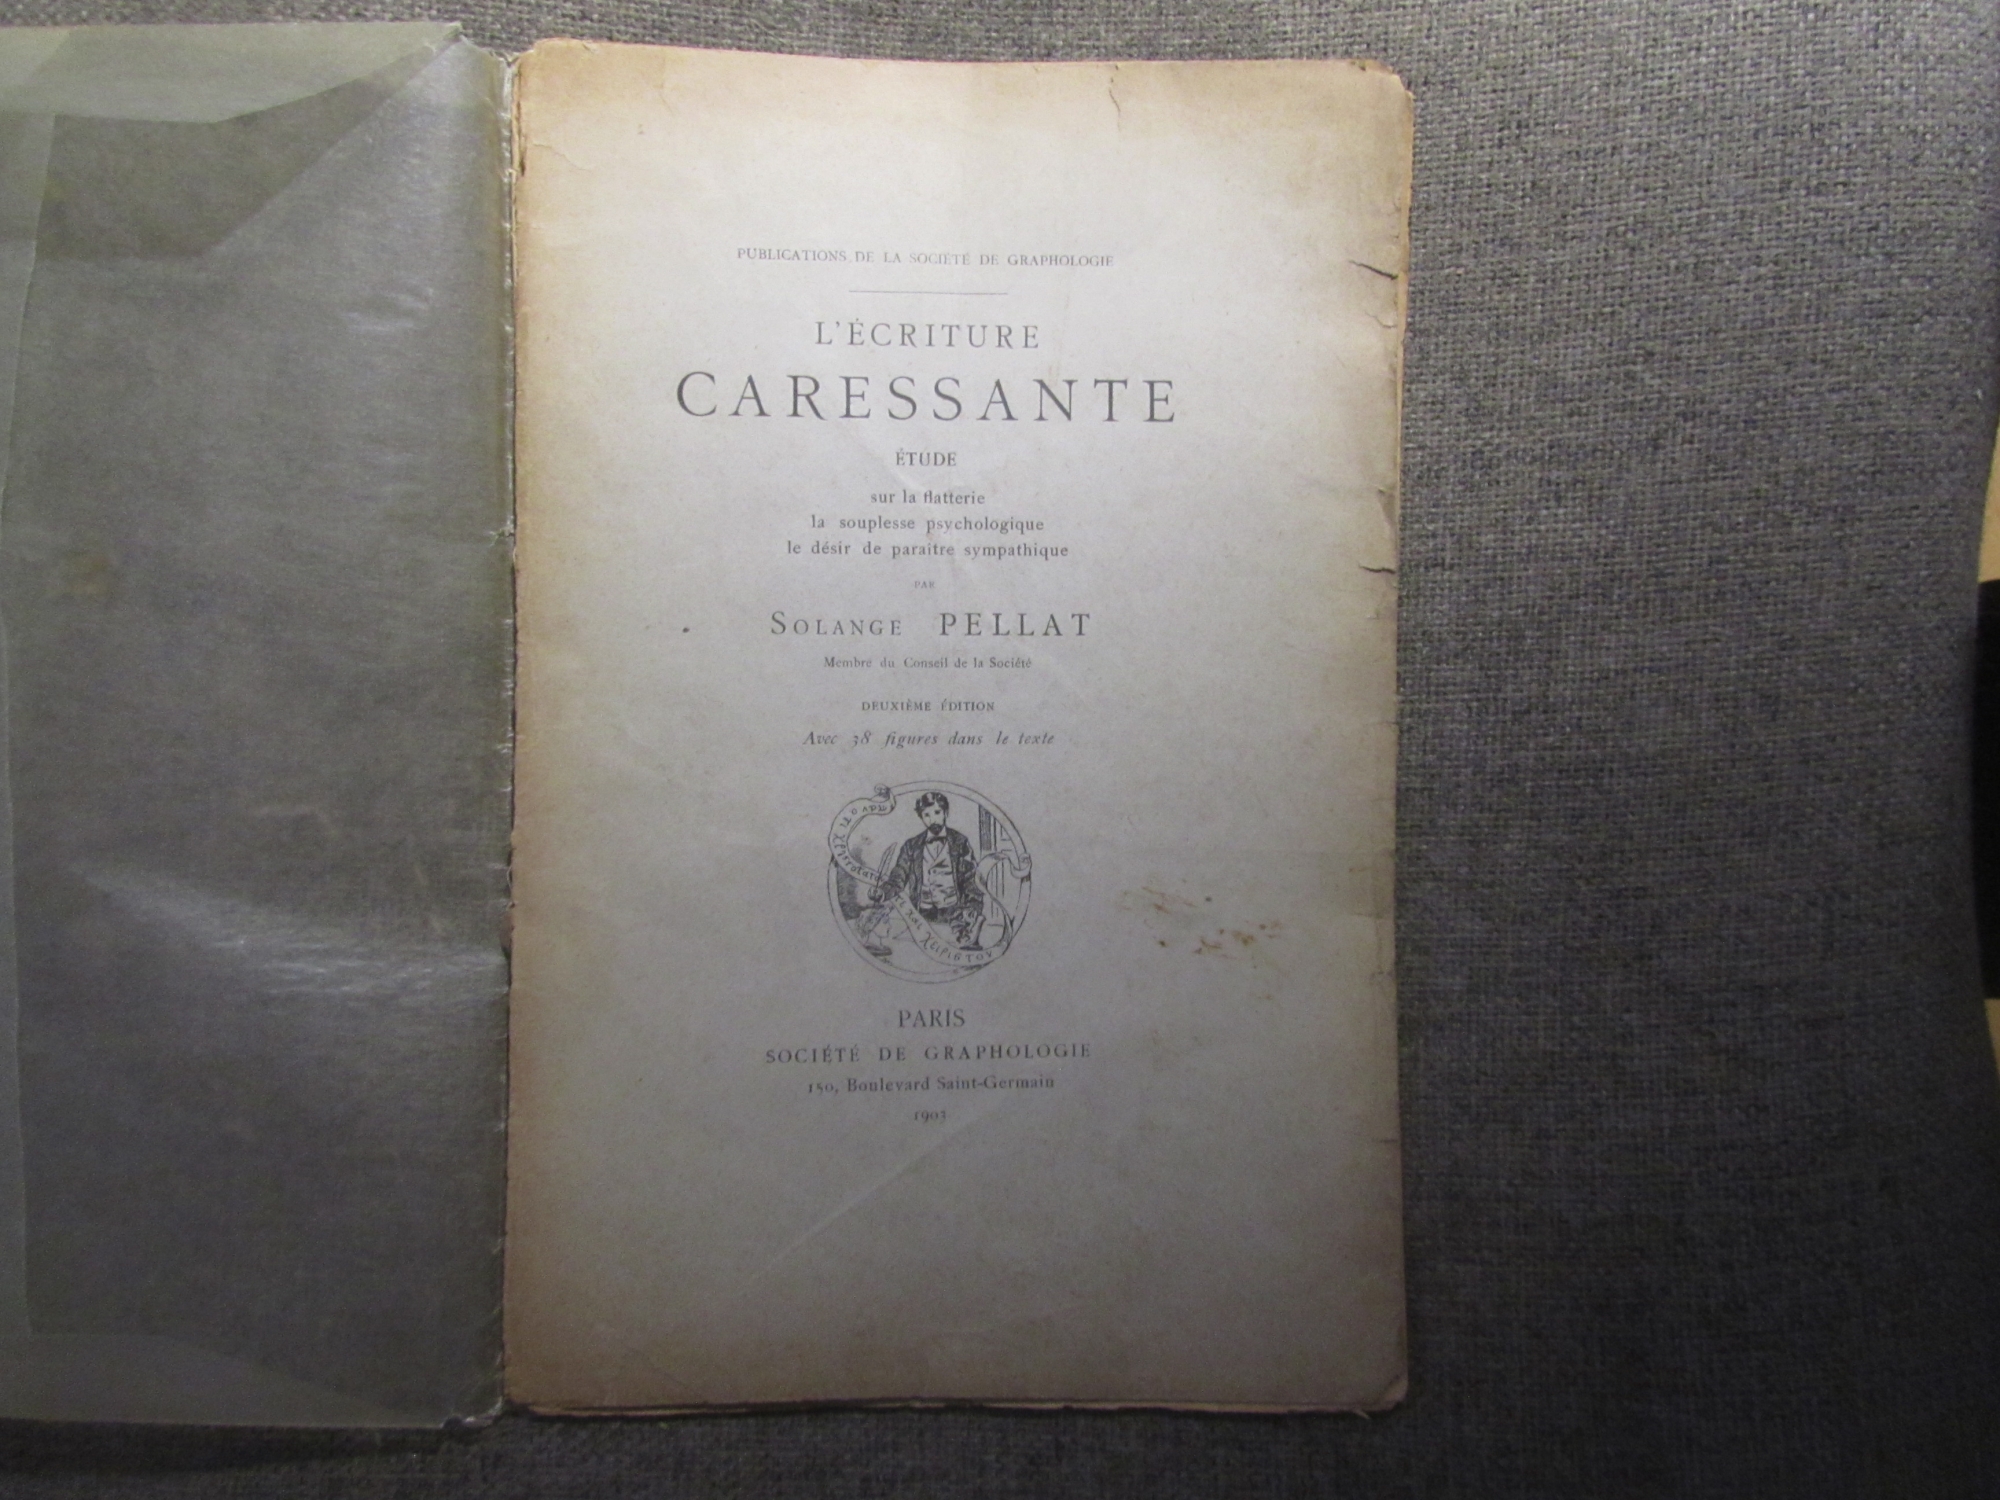 PUBLICATIONS DE LA SOCIÉTÉ DE GRAPHOLOGIE
L'ÉCRITURE
CARESSANTE
ÉTUDE
sur la flatterie
la souplesse psychologique
le désir de paraître sympathique
PAR
SOLANGE PELLAT
Membre du Conseil de la Société
DEUXIÈME ÉDITION
Avec 38 figures dans le texte
PARIS
SOCIÉTÉ DE GRAPHOLOGIE
150, Boulevard Saint-Germain
1903